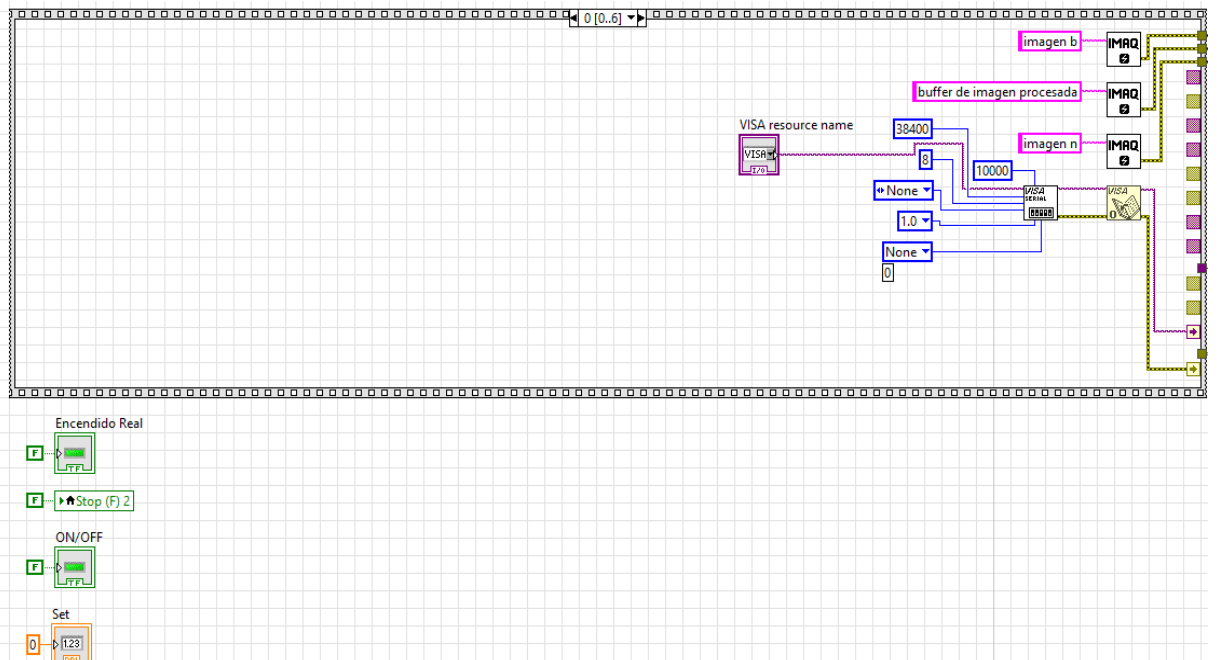 0 [0..6]
imagen b
IMAQ
buffer de imagen procesada
IMAQ
VISA resource name
38400
imagen n
IMAQ
VISA
I/O
8
10000
None
VISA
SERIAL
VISA
0
1.0
None
0
Encendido Real
F
TF
F
Stop (F) 2
ON/OFF
F
TF
Set
0
1.23